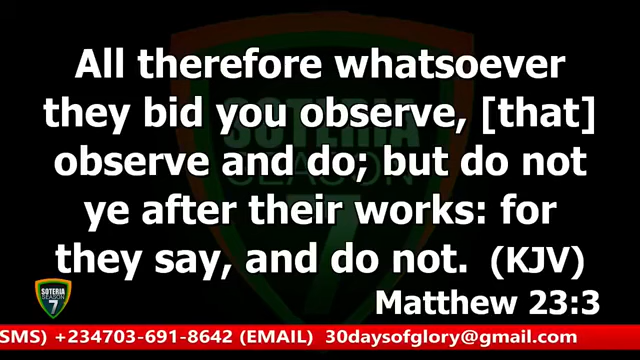 All therefore whatsoever
they bid you observe, [that]
observe and do; but do not
ye after their works: for
they say, and do not. (KJV)
Matthew 23:3
SOTERIA
SEASON
SOTERIA
SEASON
7
SMS) +234703-691-8642 (EMAIL) 30daysofglory@gmail.com